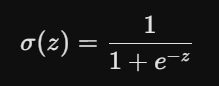 σ(z) = 1 / (1 + e^{-z})